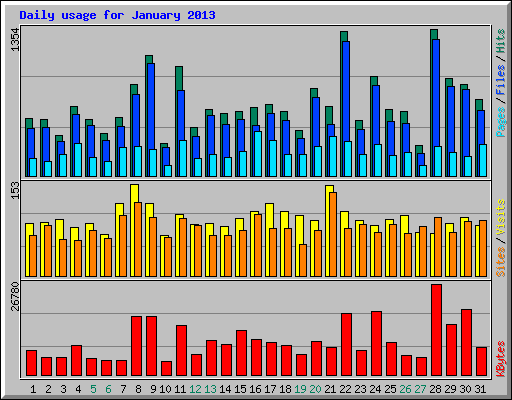 Daily usage for January 2013
1354
Pages / Files / Hits
153
Sites / Visits
26780
KBytes
1 2 3 4 5 6 7 8 9 10 11 12 13 14 15 16 17 18 19 20 21 22 23 24 25 26 27 28 29 30 31